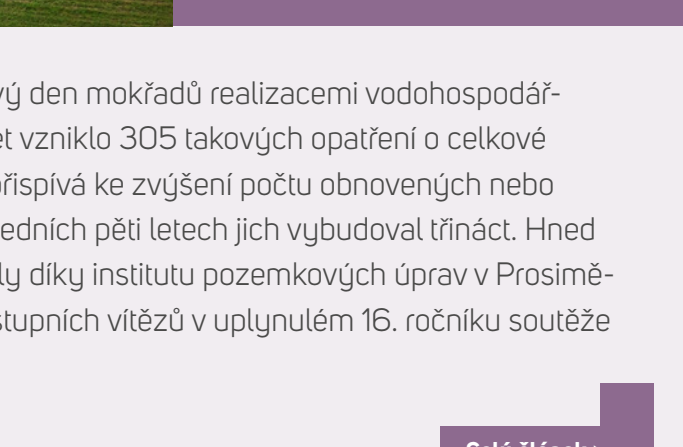 vý den mokřadů realizacemi vodohospodář-
et vzniklo 305 takových opatření o celkové
přispívá ke zvýšení počtu obnovených nebo
edních pěti letech jich vybudoval třináct. Hned
ly díky institutu pozemkových úprav v Prosimě-
stupních vítězů v uplynulém 16. ročníku soutěže